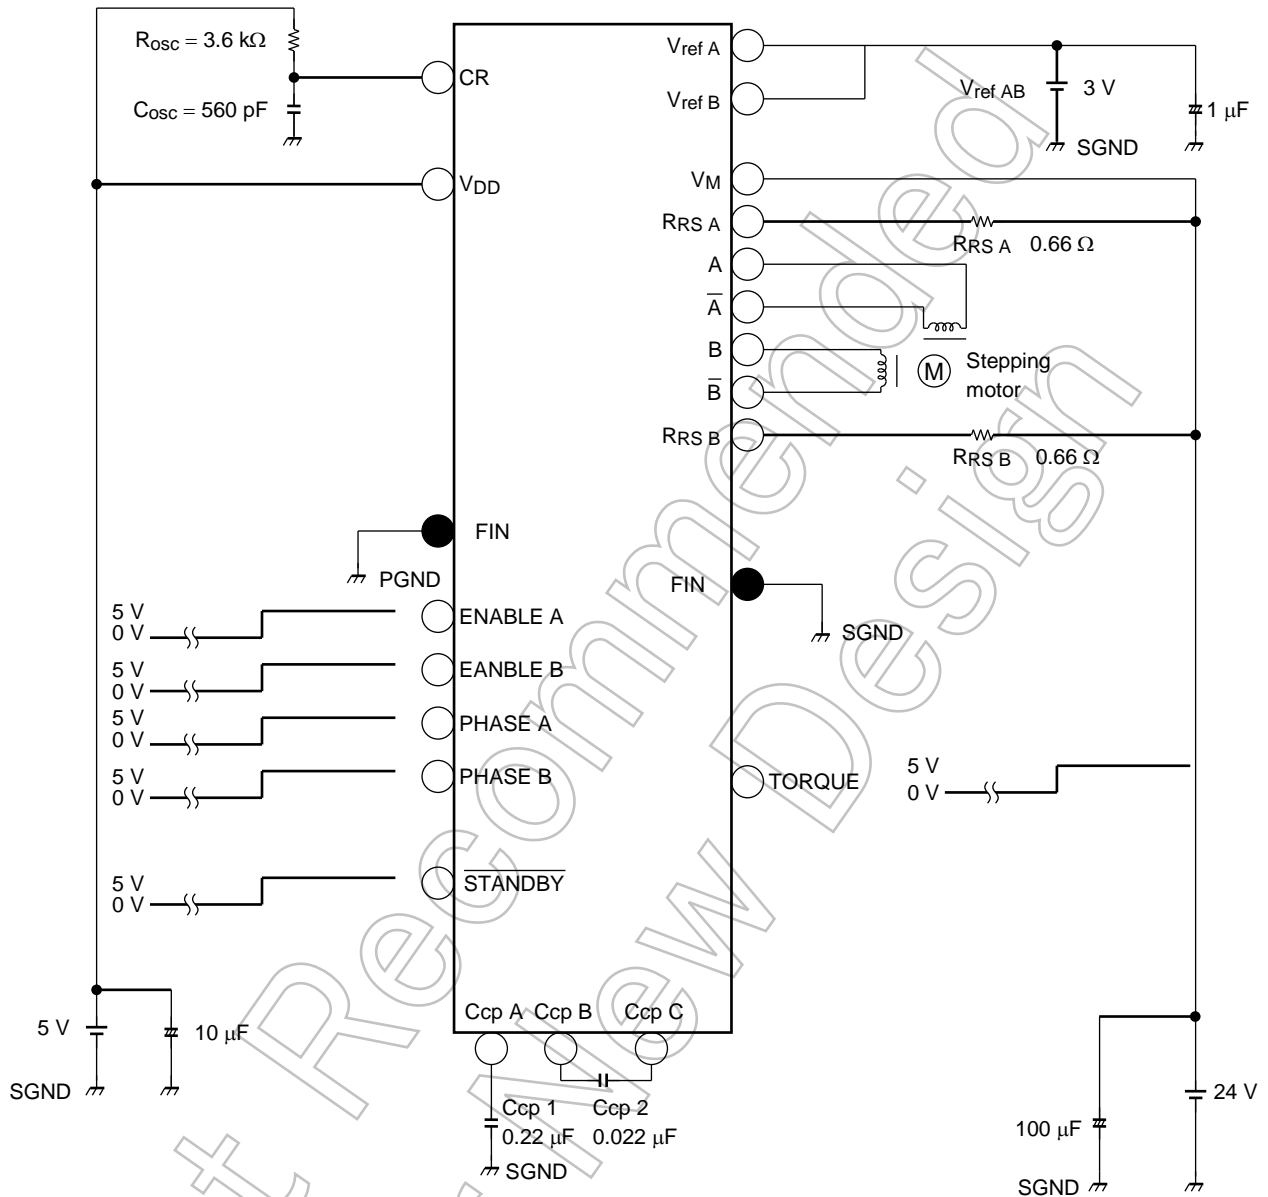 Rosc = 3.6 kΩ
Cosc = 560 pF
CR
VDD
Vref A
Vref B
Vref AB
3 V
1 μF
SGND
VM
RRS A
RRS A 0.66 Ω
A
A̅
B
B̅
M
Stepping
motor
RRS B
RRS B 0.66 Ω
FIN
PGND
FIN
SGND
5 V
0 V
ENABLE A
5 V
0 V
EANBLE B
5 V
0 V
PHASE A
5 V
0 V
PHASE B
TORQUE
5 V
0 V
5 V
0 V
STANDBY
5 V
10 μF
SGND
Ccp A Ccp B Ccp C
Ccp 1
0.22 μF
SGND
Ccp 2
0.022 μF
24 V
100 μF
SGND
t Recommended
New Design